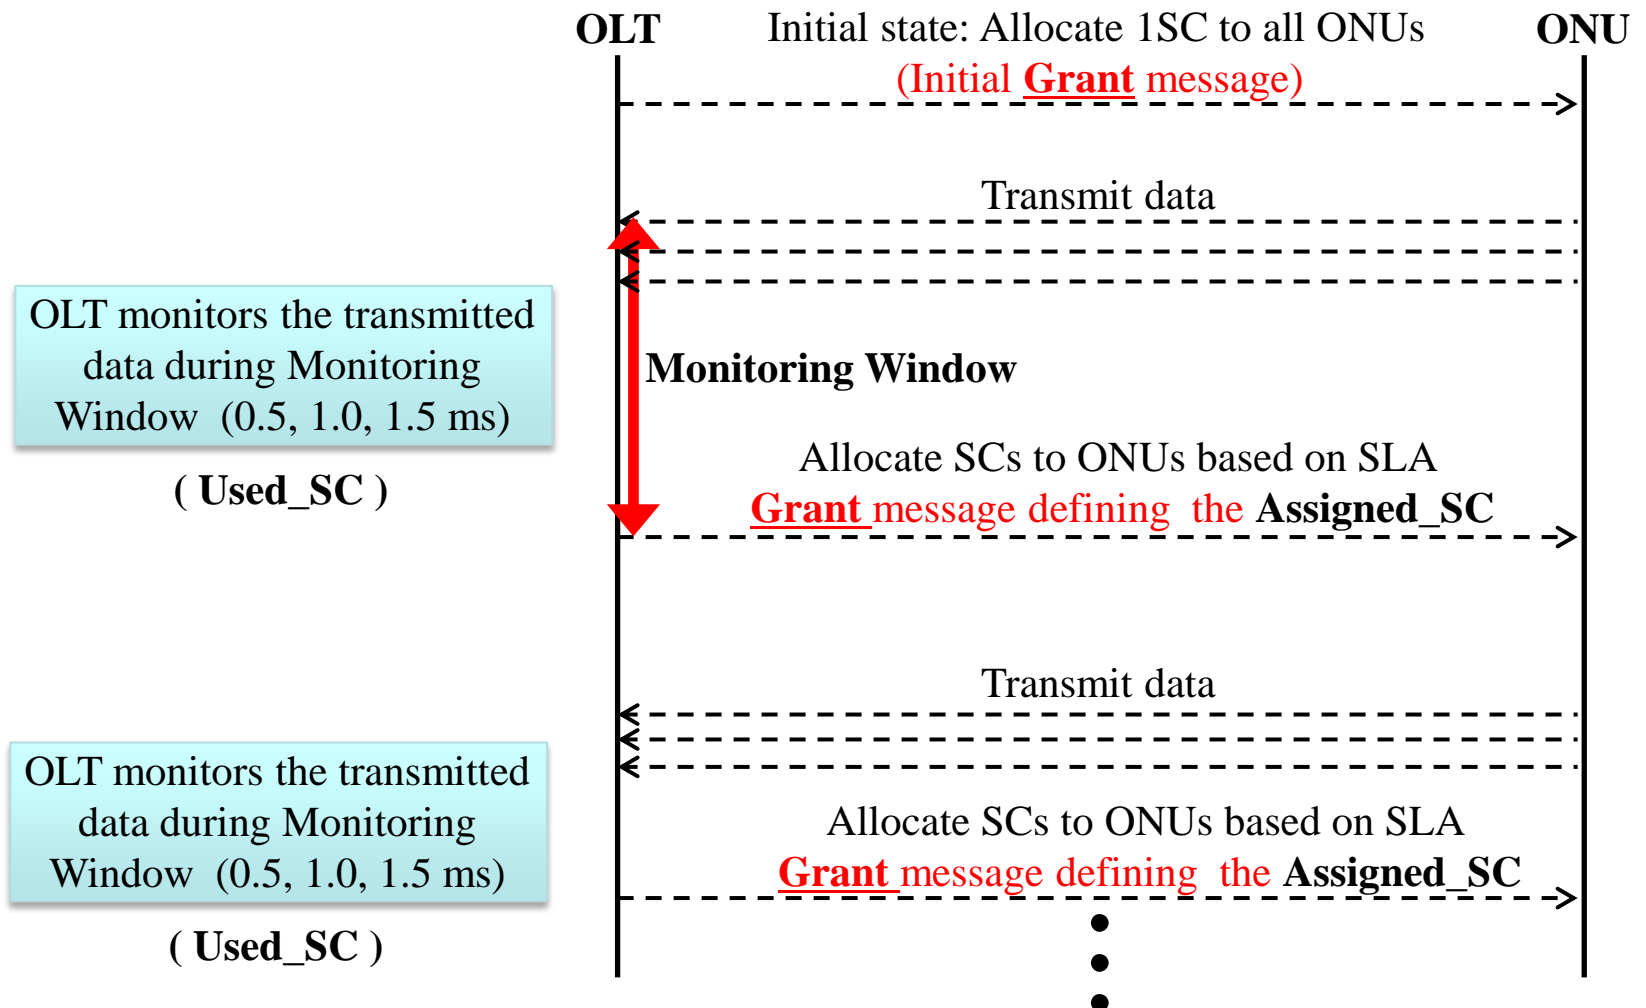 OLT
Initial state: Allocate 1SC to all ONUs
ONU
(Initial Grant message)
Transmit data
OLT monitors the transmitted
data during Monitoring
Window (0.5, 1.0, 1.5 ms)
( Used_SC )
Monitoring Window
Allocate SCs to ONUs based on SLA
Grant message defining the Assigned_SC
Transmit data
OLT monitors the transmitted
data during Monitoring
Window (0.5, 1.0, 1.5 ms)
( Used_SC )
Allocate SCs to ONUs based on SLA
Grant message defining the Assigned_SC